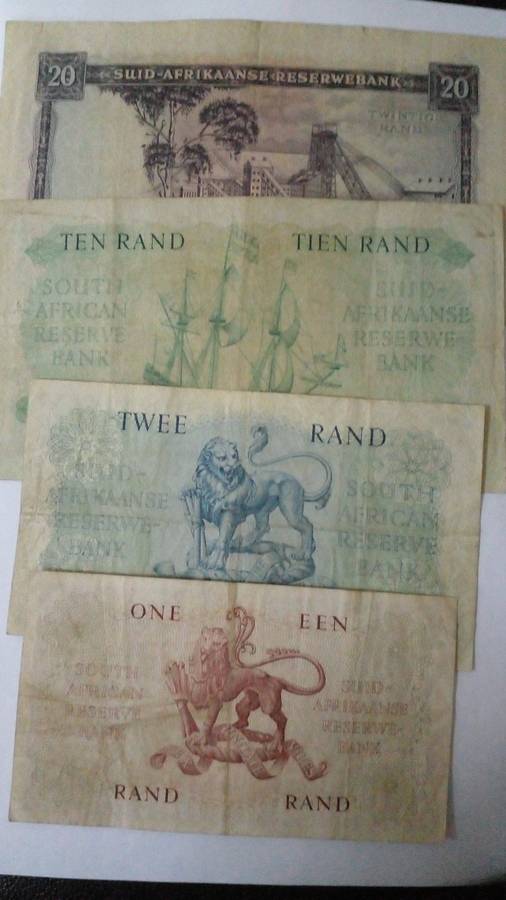 20 SUID-AFRIKAANSE RESERWEBANK 20
TWINTIG
RAND
TEN RAND TIEN RAND
SOUTH
AFRICAN
RESERVE
BANK
SUID-
AFRIKAANSE
RESERWE-
BANK
TWEE RAND
SUID-
AFRIKAANSE
RESERWE-
BANK
SOUTH
AFRICAN
RESERVE
BANK
ONE EEN
SOUTH
AFRICAN
RESERVE
BANK
SUID-
AFRIKAANSE
RESERWE-
BANK
RAND RAND